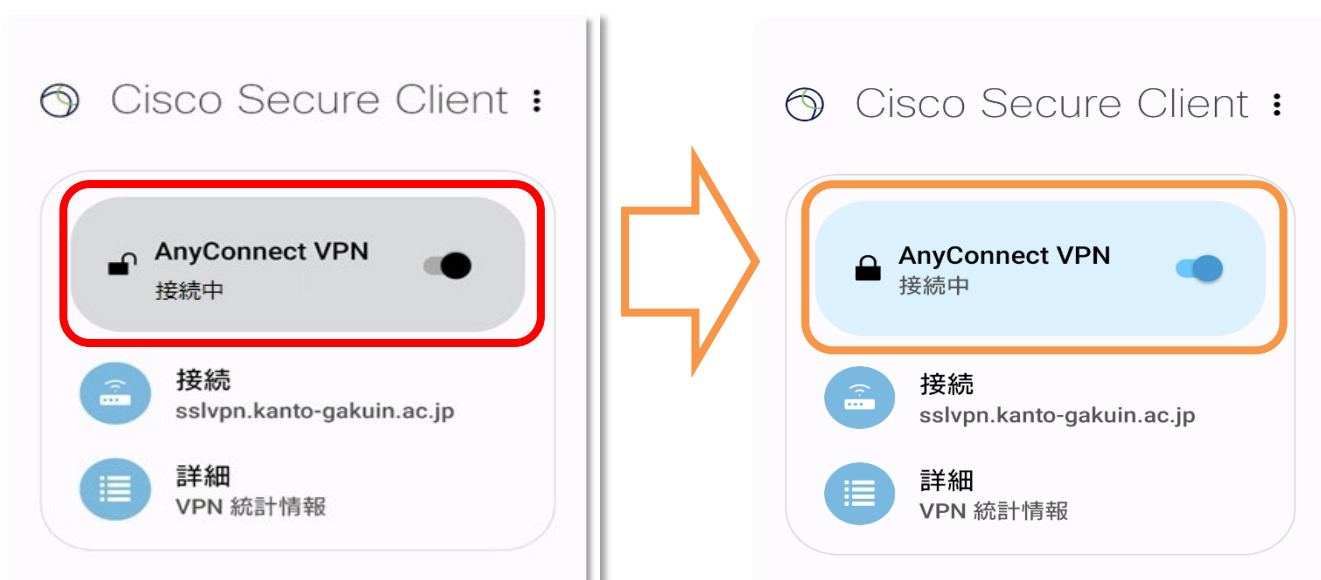 Cisco Secure Client
AnyConnect VPN
接続中
接続
sslvpn.kanto-gakuin.ac.jp
詳細
VPN 統計情報
Cisco Secure Client
AnyConnect VPN
接続中
接続
sslvpn.kanto-gakuin.ac.jp
詳細
VPN 統計情報